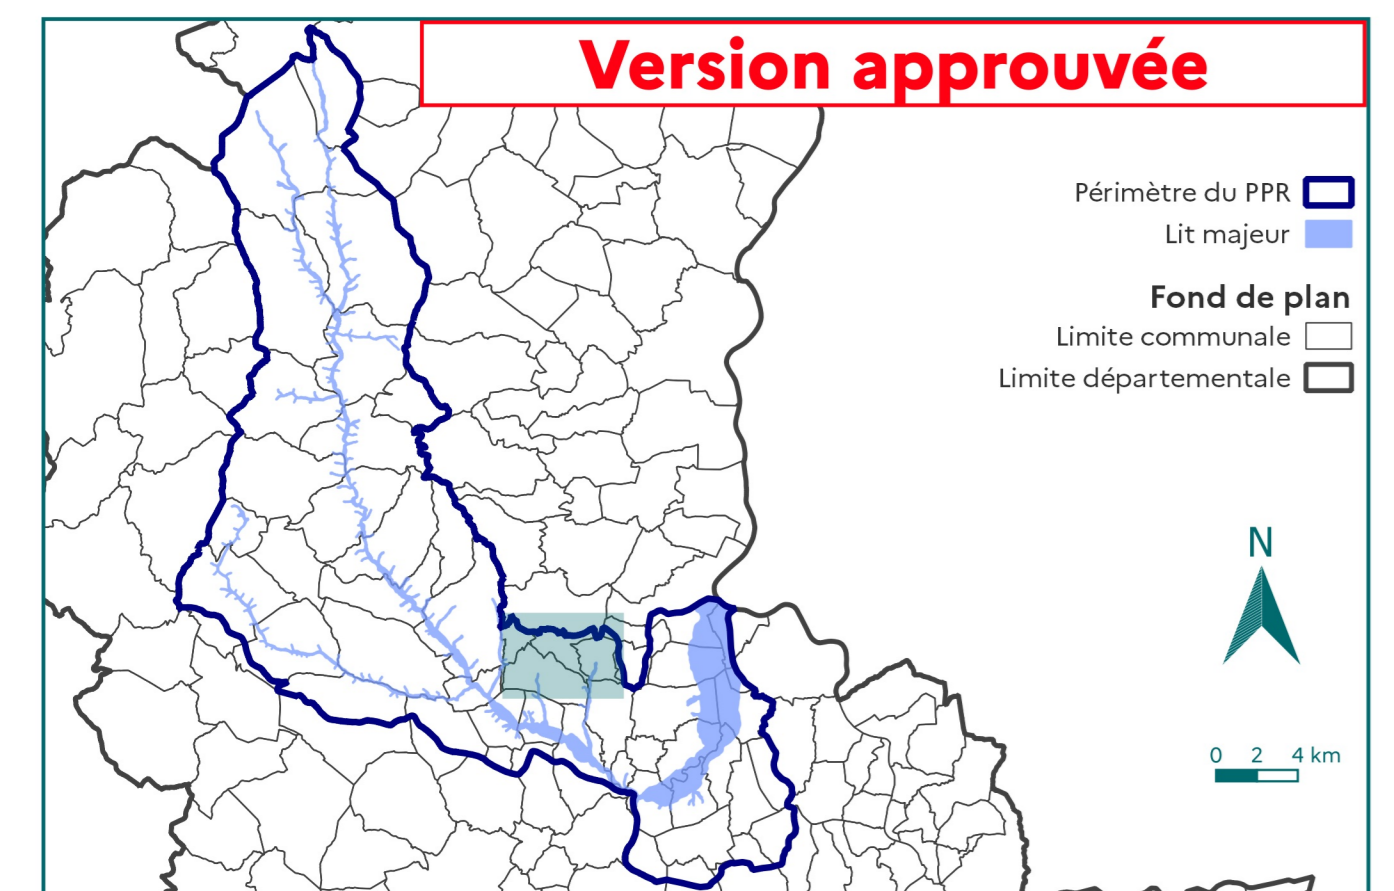 Version approuvée
Périmètre du PPR
Lit majeur
Fond de plan
Limite communale
Limite départementale
N
0 2 4 km